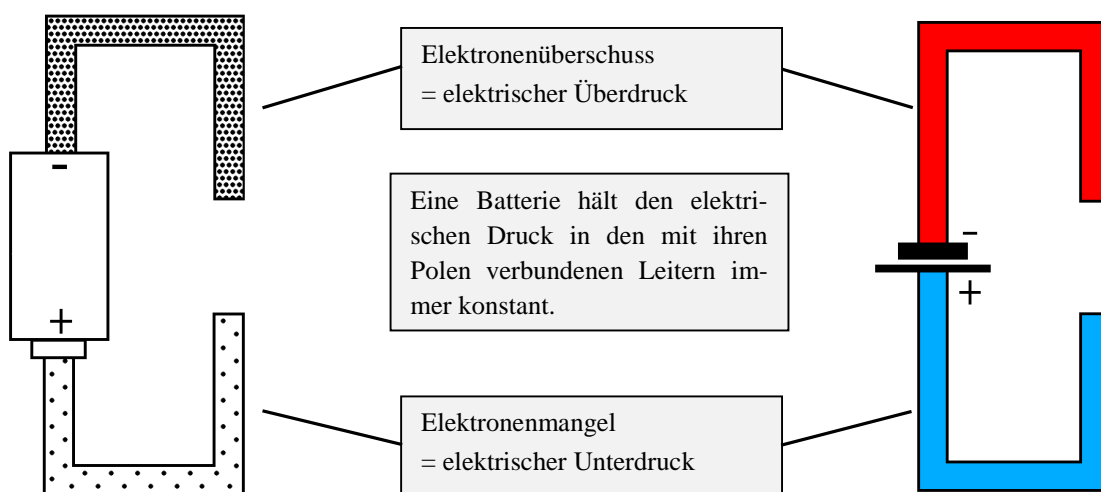 Elektronenüberschuss
= elektrischer Überdruck
-
-
Eine Batterie hält den elektri-
schen Druck in den mit ihren
Polen verbundenen Leitern im-
mer konstant.
+
+
Elektronenmangel
= elektrischer Unterdruck